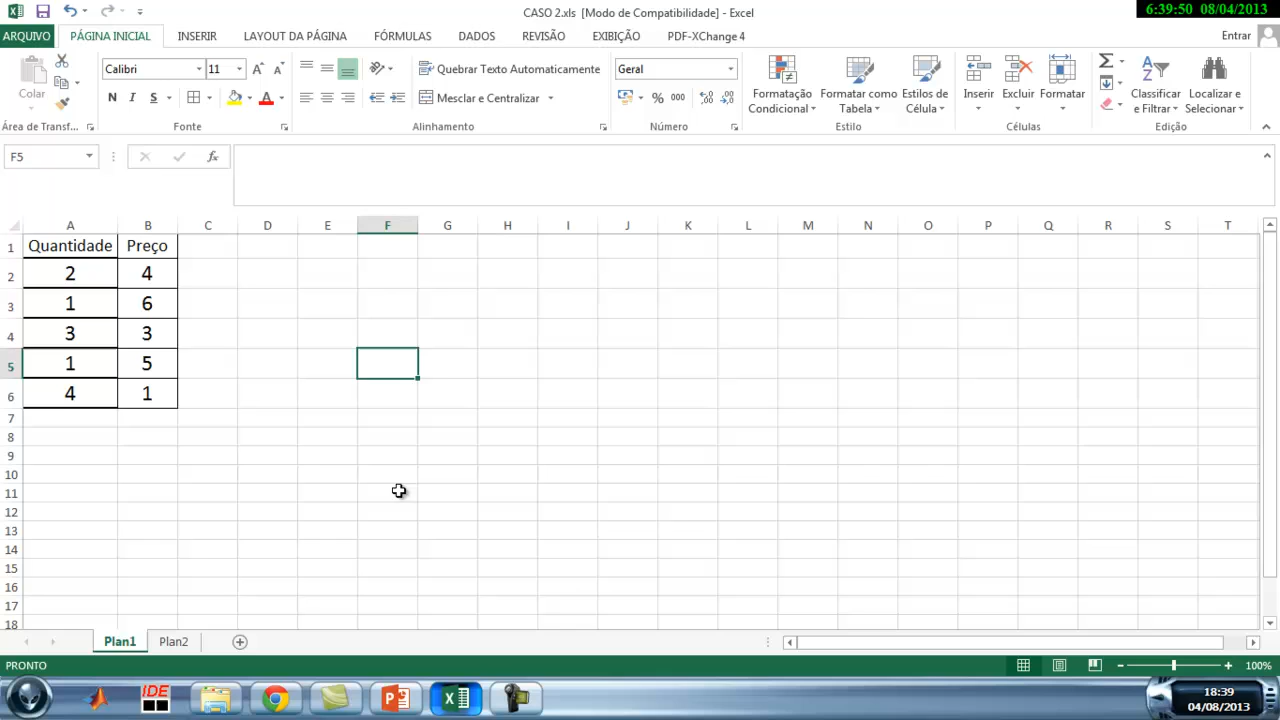 CASO 2.xls [Modo de Compatibilidade] - Excel
6:39:50 08/04/2013
ARQUIVO PÁGINA INICIAL INSERIR LAYOUT DA PÁGINA FÓRMULAS DADOS REVISÃO EXIBIÇÃO PDF-XChange 4 Entrar
Calibri 11 Quebrar Texto Automaticamente Geral
Colar N I S Mesclar e Centralizar % 000 Formatação Condicional Formatar como Tabela Estilos de Célula Inserir Excluir Formatar Classificar e Filtrar Localizar e Selecionar
Área de Transf... Fonte Alinhamento Número Estilo Células Edição
F5 fx
A B C D E F G H I J K L M N O P Q R S T
1 Quantidade Preço
2 2 4
3 1 6
4 3 3
5 1 5
6 4 1
7
8
9
10
11
12
13
14
15
16
17
18
Plan1 Plan2
PRONTO 100%
IDE 18:39
04/08/2013